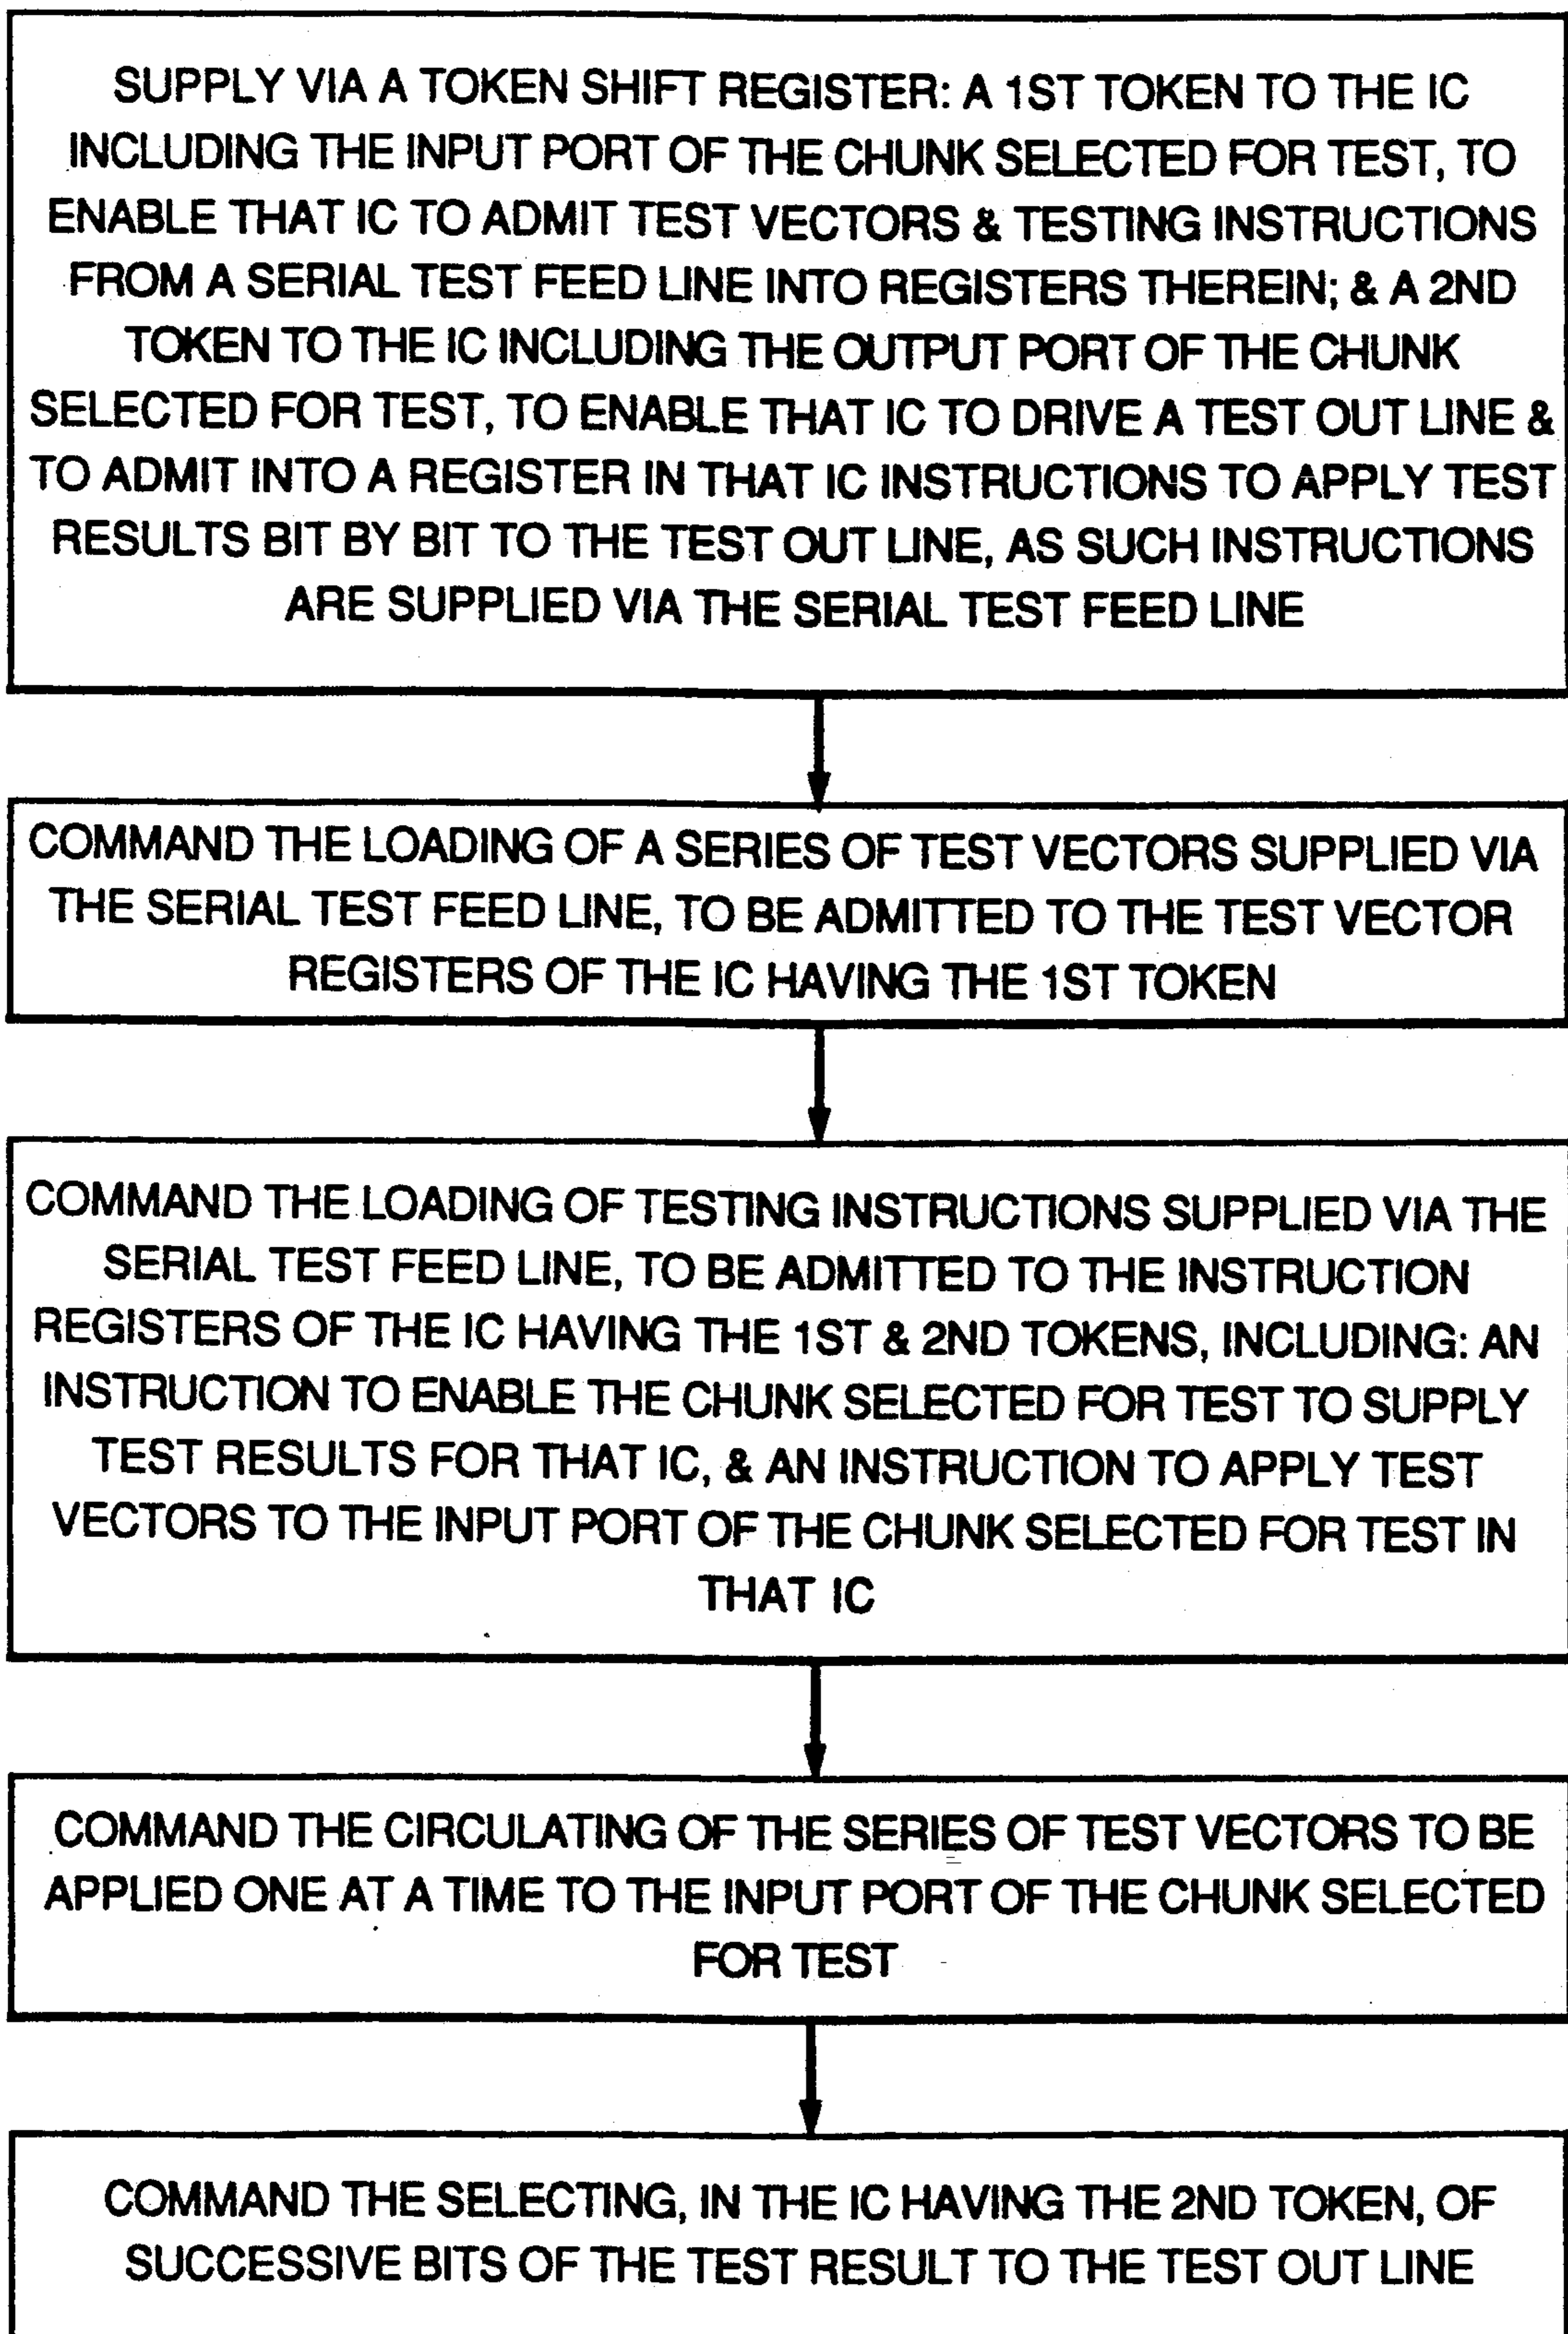 SUPPLY VIA A TOKEN SHIFT REGISTER: A 1ST TOKEN TO THE IC
INCLUDING THE INPUT PORT OF THE CHUNK SELECTED FOR TEST, TO
ENABLE THAT IC TO ADMIT TEST VECTORS & TESTING INSTRUCTIONS
FROM A SERIAL TEST FEED LINE INTO REGISTERS THEREIN; & A 2ND
TOKEN TO THE IC INCLUDING THE OUTPUT PORT OF THE CHUNK
SELECTED FOR TEST, TO ENABLE THAT IC TO DRIVE A TEST OUT LINE &
TO ADMIT INTO A REGISTER IN THAT IC INSTRUCTIONS TO APPLY TEST
RESULTS BIT BY BIT TO THE TEST OUT LINE, AS SUCH INSTRUCTIONS
ARE SUPPLIED VIA THE SERIAL TEST FEED LINE
COMMAND THE LOADING OF A SERIES OF TEST VECTORS SUPPLIED VIA
THE SERIAL TEST FEED LINE, TO BE ADMITTED TO THE TEST VECTOR
REGISTERS OF THE IC HAVING THE 1ST TOKEN
COMMAND THE LOADING OF TESTING INSTRUCTIONS SUPPLIED VIA THE
SERIAL TEST FEED LINE, TO BE ADMITTED TO THE INSTRUCTION
REGISTERS OF THE IC HAVING THE 1ST & 2ND TOKENS, INCLUDING: AN
INSTRUCTION TO ENABLE THE CHUNK SELECTED FOR TEST TO SUPPLY
TEST RESULTS FOR THAT IC, & AN INSTRUCTION TO APPLY TEST
VECTORS TO THE INPUT PORT OF THE CHUNK SELECTED FOR TEST IN
THAT IC
COMMAND THE CIRCULATING OF THE SERIES OF TEST VECTORS TO BE
APPLIED ONE AT A TIME TO THE INPUT PORT OF THE CHUNK SELECTED
FOR TEST
COMMAND THE SELECTING, IN THE IC HAVING THE 2ND TOKEN, OF
SUCCESSIVE BITS OF THE TEST RESULT TO THE TEST OUT LINE